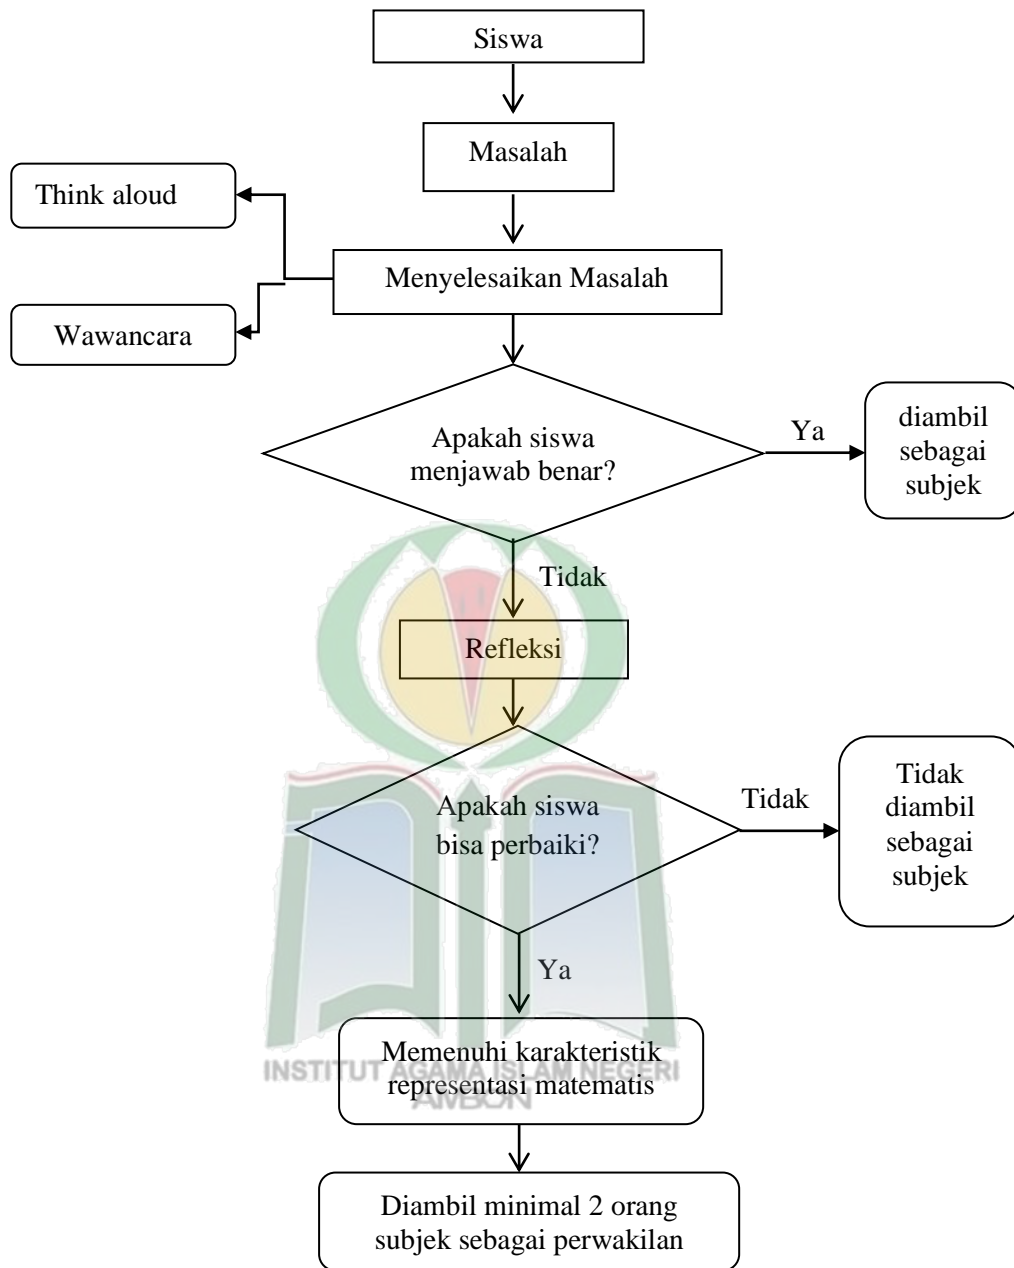 Siswa
Masalah
Think aloud
Menyelesaikan Masalah
Wawancara
Apakah siswa
menjawab benar?
Ya
diambil
sebagai
subjek
Tidak
Refleksi
Apakah siswa
bisa perbaiki?
Tidak
Tidak
diambil
sebagai
subjek
Ya
Memenuhi karakteristik
representasi matematis
INSTITUT AGAMA ISLAM NEGERI
AMBON
Diambil minimal 2 orang
subjek sebagai perwakilan